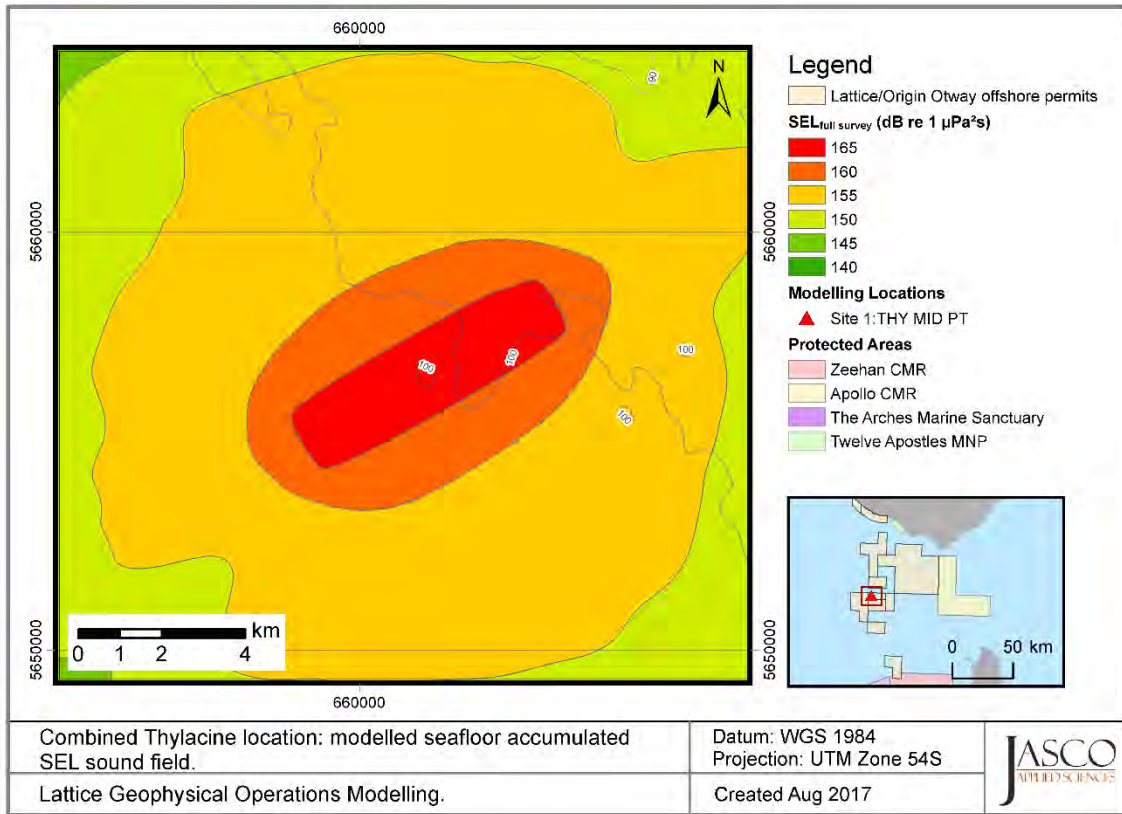 660000
N
90
5660000
5660000
100
100
100
100
km
0 1 2 4
5650000
5650000
660000
Legend
Lattice/Origin Otway offshore permits
SELfull survey (dB re 1 µPa²s)
165
160
155
150
145
140
Modelling Locations
Site 1:THY MID PT
Protected Areas
Zeehan CMR
Apollo CMR
The Arches Marine Sanctuary
Twelve Apostles MNP
0 50 km
Combined Thylacine location: modelled seafloor accumulated
SEL sound field.
Lattice Geophysical Operations Modelling.
Datum: WGS 1984
Projection: UTM Zone 54S
Created Aug 2017
JASCO
APPLIED SCIENCES